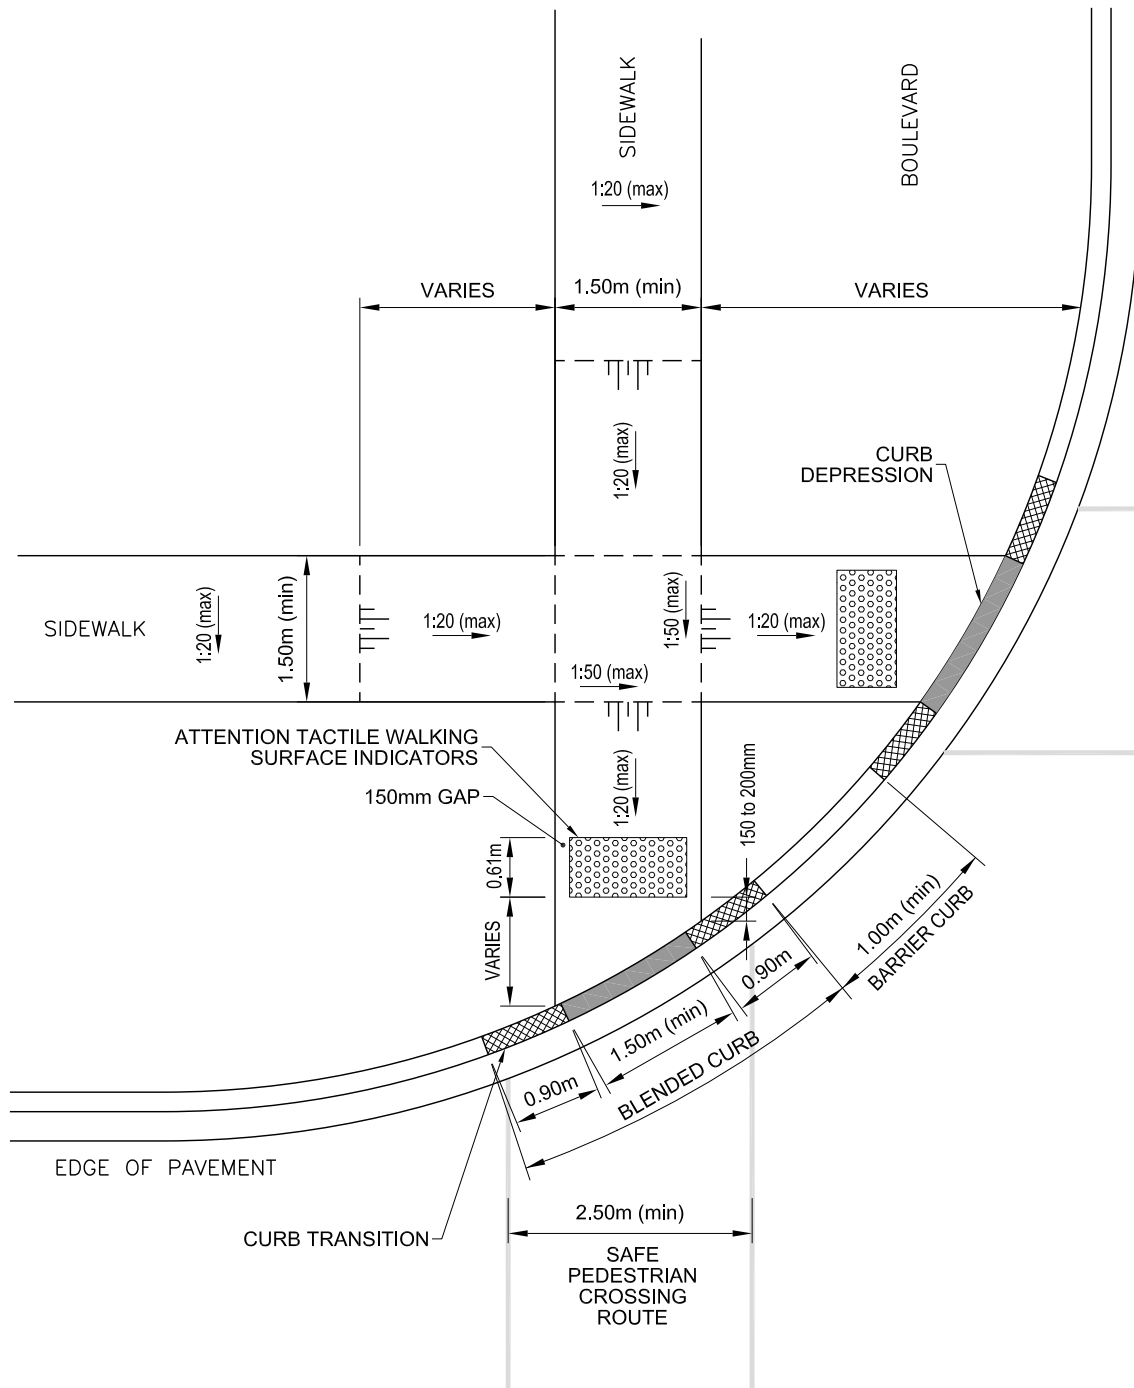 SIDEWALK
BOULEVARD
1:20 (max)
VARIES
1.50m (min)
VARIES
1:20 (max)
CURB
DEPRESSION
SIDEWALK
1:20 (max)
1.50m (min)
1:20 (max)
1:50 (max)
1:20 (max)
1:50 (max)
ATTENTION TACTILE WALKING
SURFACE INDICATORS
150mm GAP
1:20 (max)
150 to 200mm
0.61m
VARIES
1.00m (min)
BARRIER CURB
0.90m
1.50m (min)
0.90m
BLENDED CURB
EDGE OF PAVEMENT
CURB TRANSITION
2.50m (min)
SAFE
PEDESTRIAN
CROSSING
ROUTE